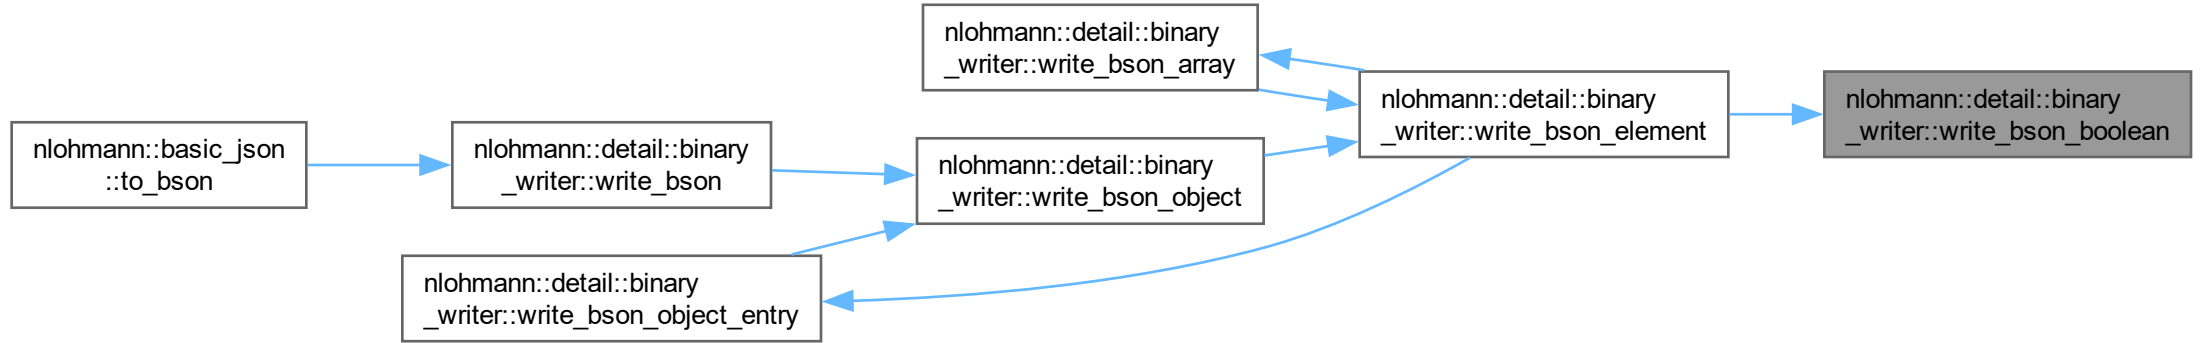 nlohmann::basic_json
::to_bson
nlohmann::detail::binary
_writer::write_bson
nlohmann::detail::binary
_writer::write_bson_object_entry
nlohmann::detail::binary
_writer::write_bson_array
nlohmann::detail::binary
_writer::write_bson_object
nlohmann::detail::binary
_writer::write_bson_element
nlohmann::detail::binary
_writer::write_bson_boolean